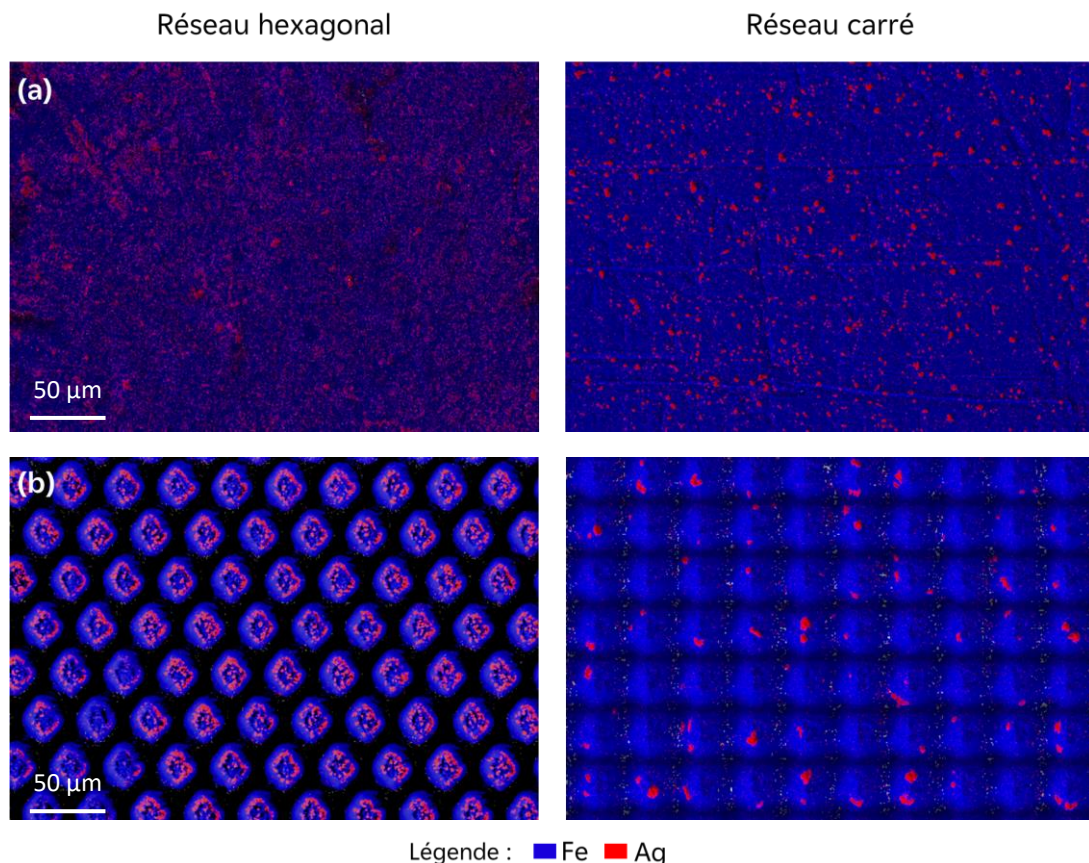 Réseau hexagonal
Réseau carré
(a)
50 µm
(b)
50 µm
Légende : Fe Ag